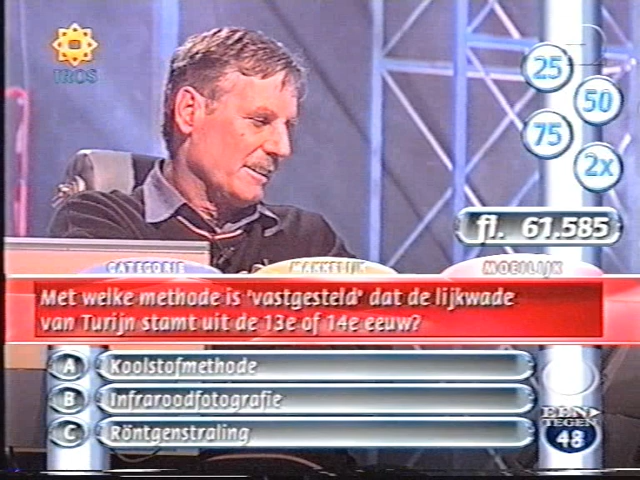 TROS
2
25
50
75
2x
fl. 61.585
CATEGORIE
MAKKELIJK
MOEILIJK
Met welke methode is 'vastgesteld' dat de lijkwade
van Turijn stamt uit de 13e of 14e eeuw?
A Koolstofmethode
B Infraroodfotografie
C Röntgenstraling
EEN
TEGEN
48